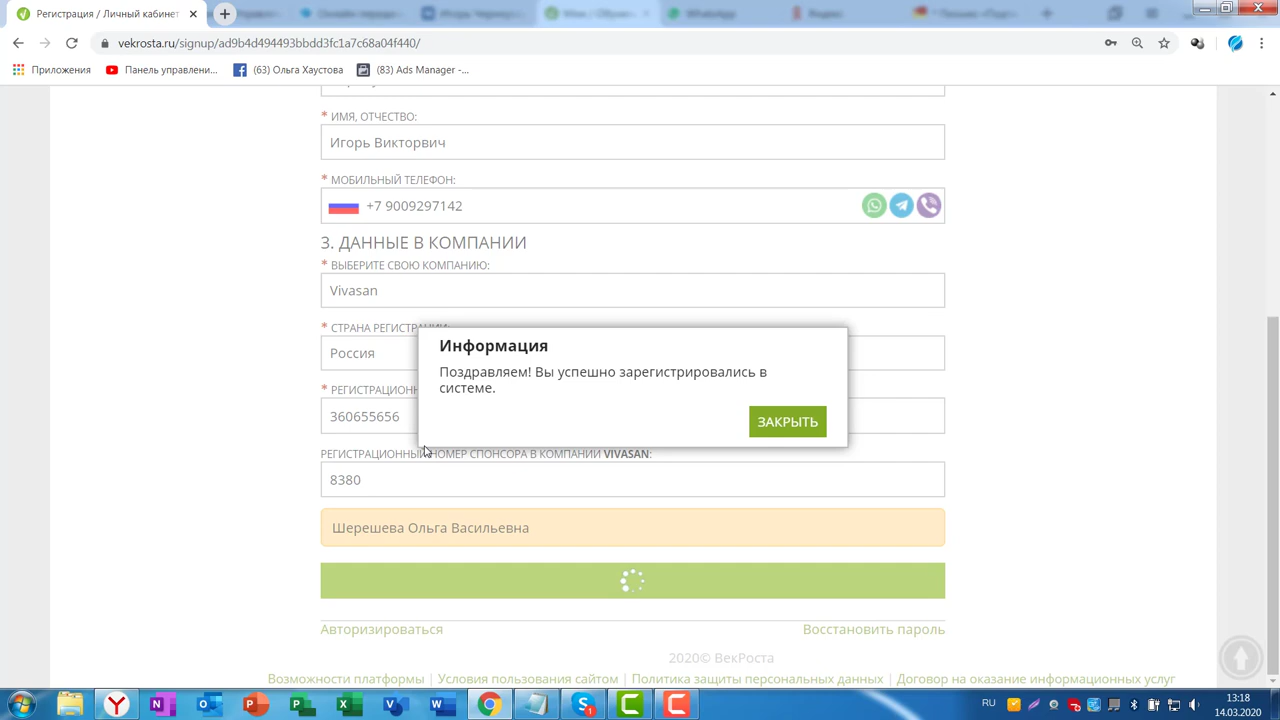 Регистрация / Личный кабинет
WhatsApp
Яндекс
vekrosta.ru/signup/ad9b4d494493bbdd3fc1a7c68a04f440/
Приложения
Панель управлени...
(63) Ольга Хаустова
(83) Ads Manager -...
* ИМЯ, ОТЧЕСТВО:
Игорь Викторвич
* МОБИЛЬНЫЙ ТЕЛЕФОН:
+7 9009297142
3. ДАННЫЕ В КОМПАНИИ
* ВЫБЕРИТЕ СВОЮ КОМПАНИЮ:
Vivasan
* СТРАНА РЕГИСТРАЦИИ:
Россия
* РЕГИСТРАЦИОНН
360655656
Информация
Поздравляем! Вы успешно зарегистрировались в
системе.
ЗАКРЫТЬ
РЕГИСТРАЦИОННЫЙ НОМЕР СПОНСОРА В КОМПАНИИ VIVASAN:
8380
Шерешева Ольга Васильевна
Авторизироваться
Восстановить пароль
2020© ВекРоста
Возможности платформы | Условия пользования сайтом | Политика защиты персональных данных | Договор на оказание информационных услуг
RU
13:18
14.03.2020